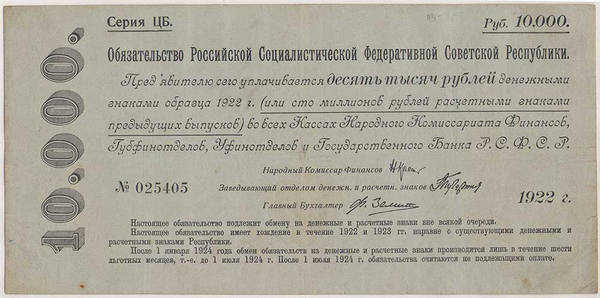 Серия ЦБ.
Руб. 10.000.
10.000.
Обязательство Российской Социалистической Федеративной Советской Республики.
Пред'явителю сего уплачивается десять тысяч рублей денежными
знаками образца 1922 г. (или сто миллионов рублей расчетными знаками
предыдущих выпусков) во всех Кассах Народного Комиссариата Финансов,
Губфинотделов, Уфинотделов и Государственного Банка Р. С. Ф. С. Р.
Народный Комиссар Финансов
№ 025405
Заведывающий отделом денежн. и расчетн. знаков
1922 г.
Главный Бухгалтер
Настоящее обязательство подлежит обмену на денежные и расчетные знаки вне всякой очереди.
Настоящее обязательство имеет хождение в течение 1922 и 1923 гг. наравне с существующими денежными и
расчетными знаками Республики.
После 1 января 1924 года обмен обязательств на денежные и расчетные знаки производится лишь в течение шести
льготных месяцев, т.-е. до 1 июля 1924 г. После 1 июля 1924 г. обязательства считаются не подлежащими оплате.